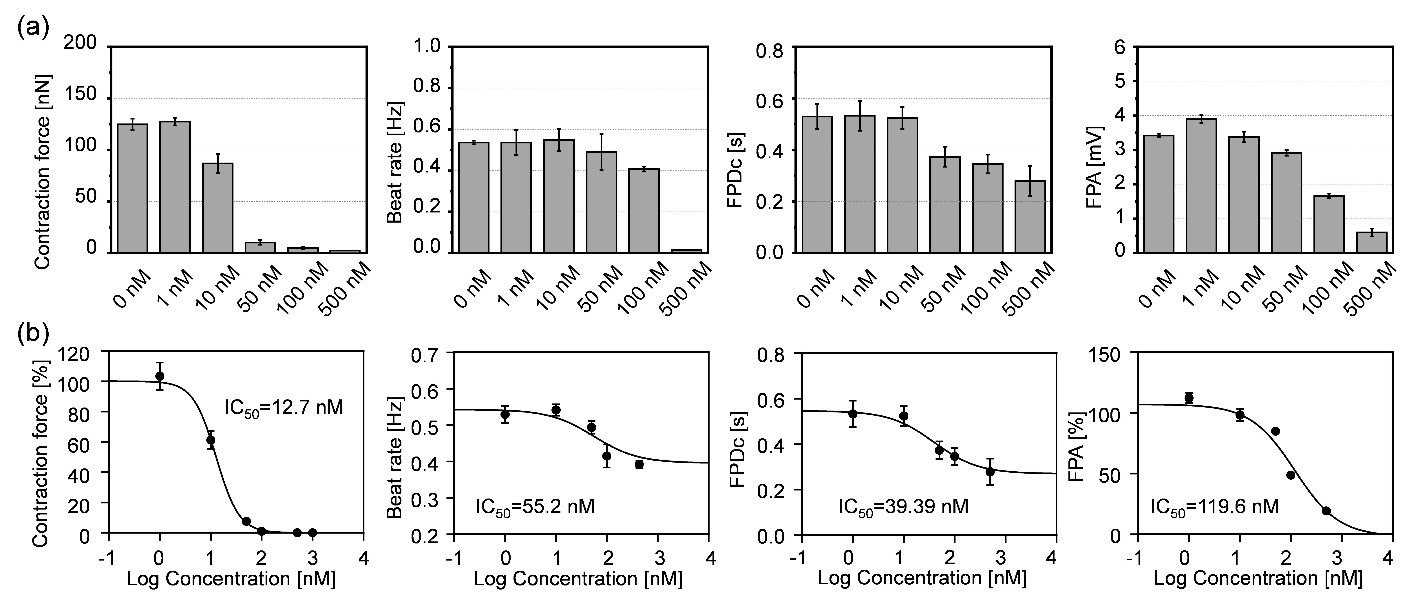 (a)
Contraction force [nN]
200
150
100
50
0
0 nM
1 nM
10 nM
50 nM
100 nM
500 nM
Beat rate [Hz]
1.0
0.8
0.6
0.4
0.2
0.0
0 nM
1 nM
10 nM
50 nM
100 nM
500 nM
FPDc [s]
0.8
0.6
0.4
0.2
0.0
0 nM
1 nM
10 nM
50 nM
100 nM
500 nM
FPA [mV]
6
5
4
3
2
1
0
0 nM
1 nM
10 nM
50 nM
100 nM
500 nM
(b)
Contraction force [%]
120
100
80
60
40
20
0
IC50=12.7 nM
-1 0 1 2 3 4
Log Concentration [nM]
Beat rate [Hz]
0.7
0.6
0.5
0.4
0.3
0.2
IC50=55.2 nM
-1 0 1 2 3 4
Log Concentration [nM]
FPDc [s]
0.8
0.6
0.4
0.2
0.0
IC50=39.39 nM
-1 0 1 2 3 4
Log Concentration [nM]
FPA [%]
150
100
50
0
IC50=119.6 nM
-1 0 1 2 3 4
Log Concentration [nM]